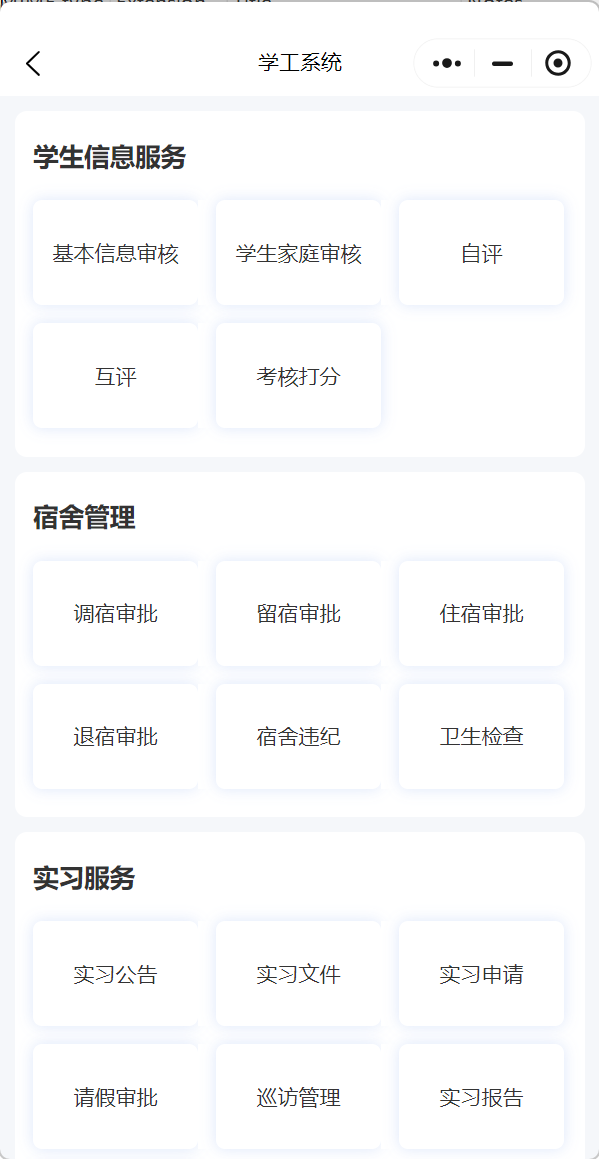 学工系统
学生信息服务
基本信息审核 学生家庭审核 自评
互评 考核打分
宿舍管理
调宿审批 留宿审批 住宿审批
退宿审批 宿舍违纪 卫生检查
实习服务
实习公告 实习文件 实习申请
请假审批 巡访管理 实习报告